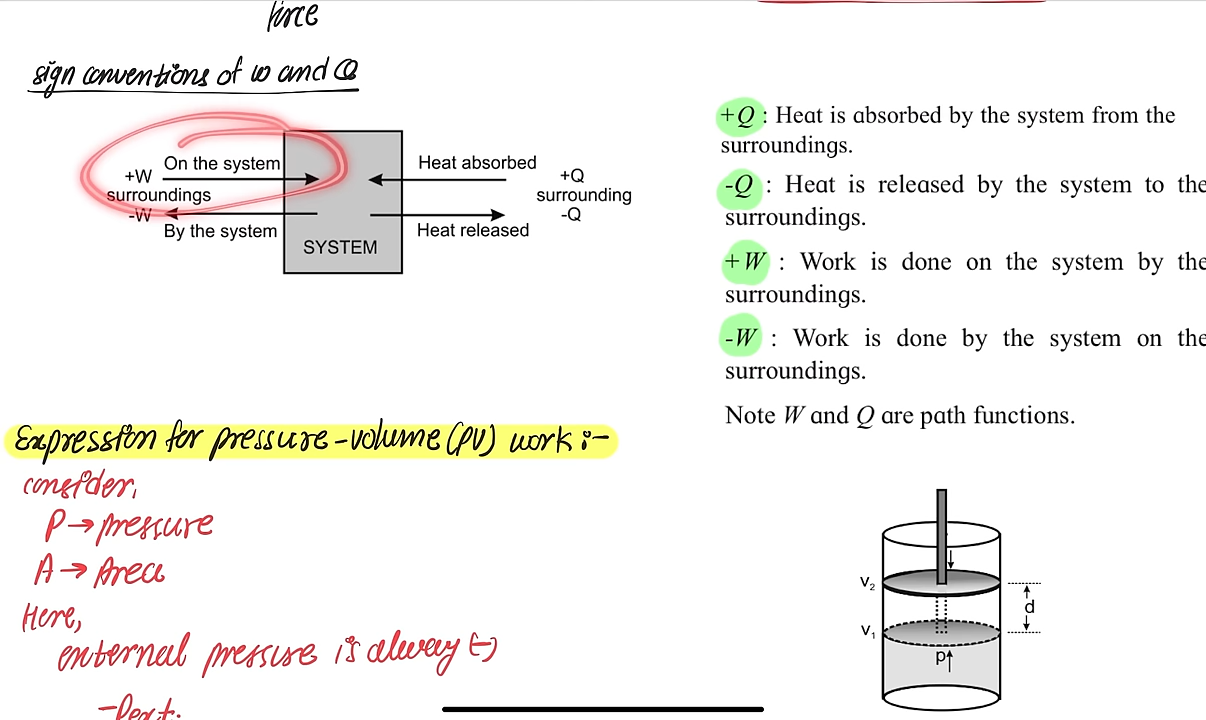 force
sign conventions of w and Q
On the system
+W
surroundings
-W
By the system
SYSTEM
Heat absorbed
+Q
surrounding
-Q
Heat released
+Q : Heat is absorbed by the system from the
surroundings.
-Q : Heat is released by the system to the
surroundings.
+W : Work is done on the system by the
surroundings.
-W : Work is done by the system on the
surroundings.
Note W and Q are path functions.
Expression for pressure-volume (PV) work :-
consider,
P → pressure
A → Area
Here,
external pressure is alway (-)
-Pext.
V₂
d
V₁
P